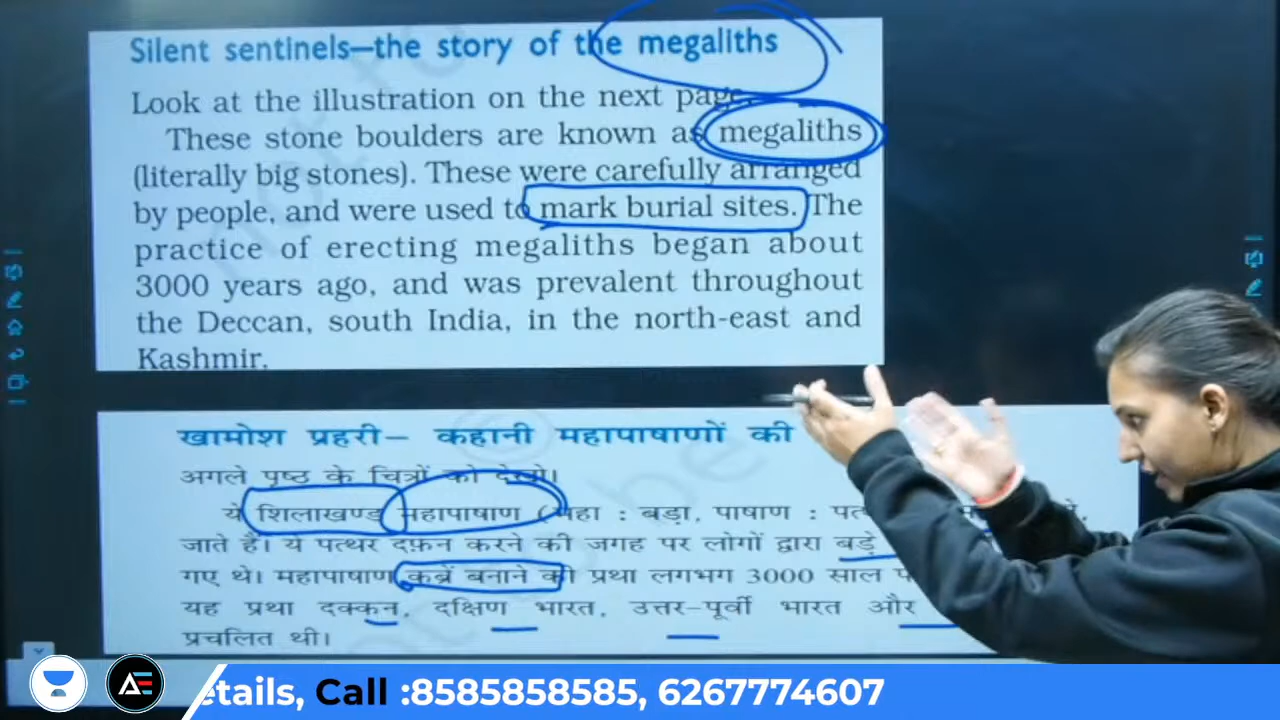 Silent sentinels—the story of the megaliths
Look at the illustration on the next page.
These stone boulders are known as megaliths
(literally big stones). These were carefully arranged
by people, and were used to mark burial sites. The
practice of erecting megaliths began about
3000 years ago, and was prevalent throughout
the Deccan, south India, in the north-east and
Kashmir.
खामोश प्रहरी– कहानी महापाषाणों की
अगले पृष्ठ के चित्रों को देखो।
ये शिलाखण्ड महापाषाण (महा : बड़ा, पाषाण :
जाते हैं। ये पत्थर दफ़न करने की जगह पर लोगों द्वारा बड़े
गए थे। महापाषाण कब्रें बनाने की प्रथा लगभग 3000 साल
यह प्रथा दक्कन, दक्षिण भारत, उत्तर-पूर्वी भारत और
प्रचलित थी।
etails, Call :8585858585, 6267774607